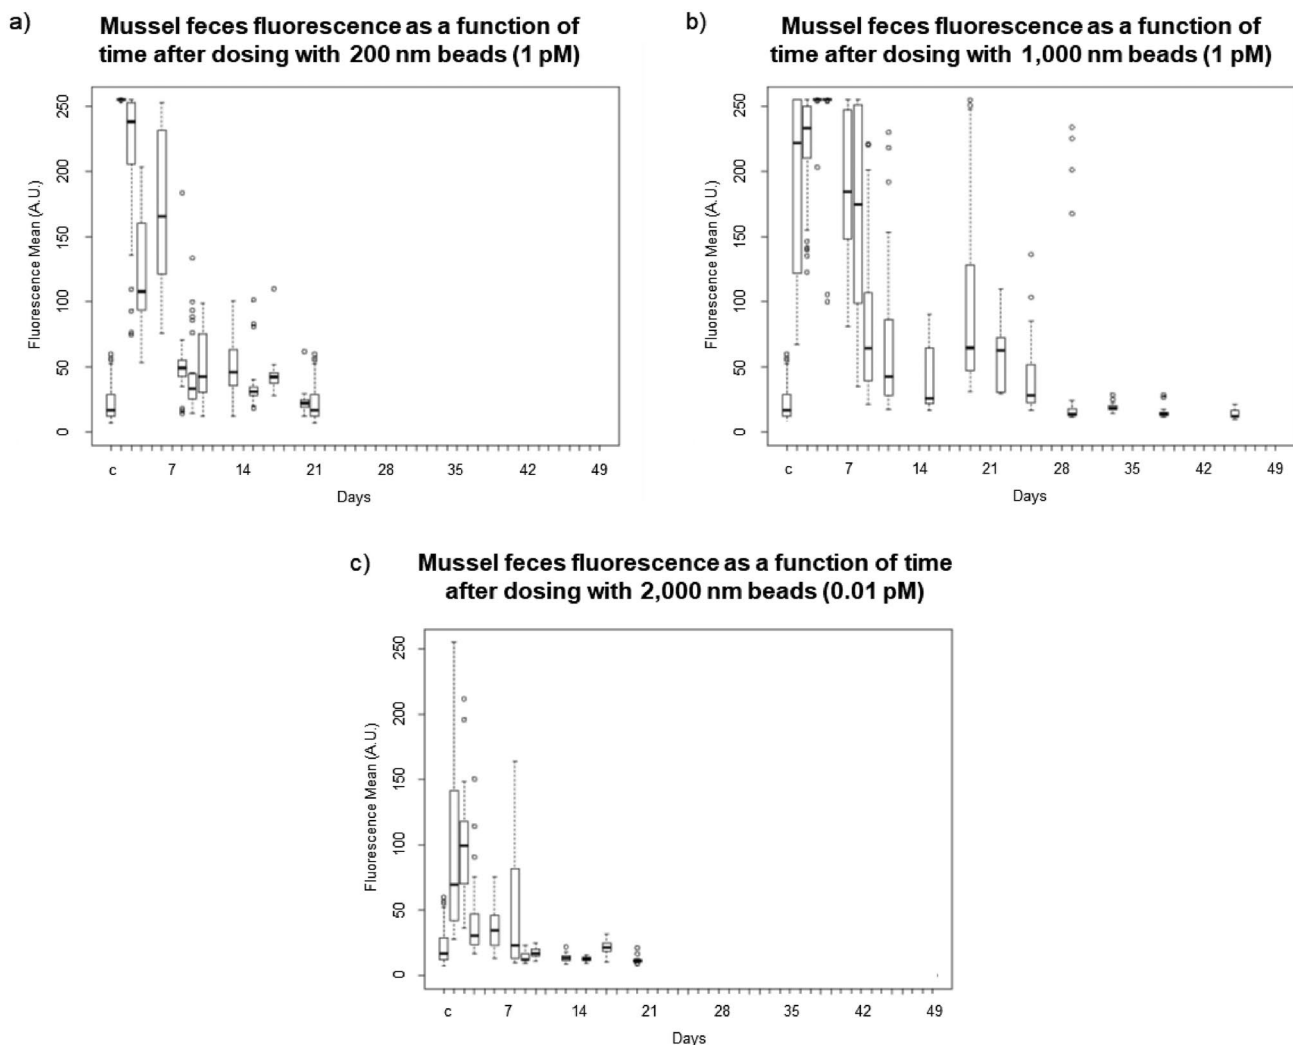 a)
Mussel feces fluorescence as a function of
time after dosing with 200 nm beads (1 pM)
Fluorescence Mean (A.U.)
250
200
150
100
50
0
c 7 14 21 28 35 42 49
Days
b)
Mussel feces fluorescence as a function of
time after dosing with 1,000 nm beads (1 pM)
Fluorescence Mean (A.U.)
250
200
150
100
50
0
c 7 14 21 28 35 42 49
Days
c)
Mussel feces fluorescence as a function of time
after dosing with 2,000 nm beads (0.01 pM)
Fluorescence Mean (A.U.)
250
200
150
100
50
0
c 7 14 21 28 35 42 49
Days